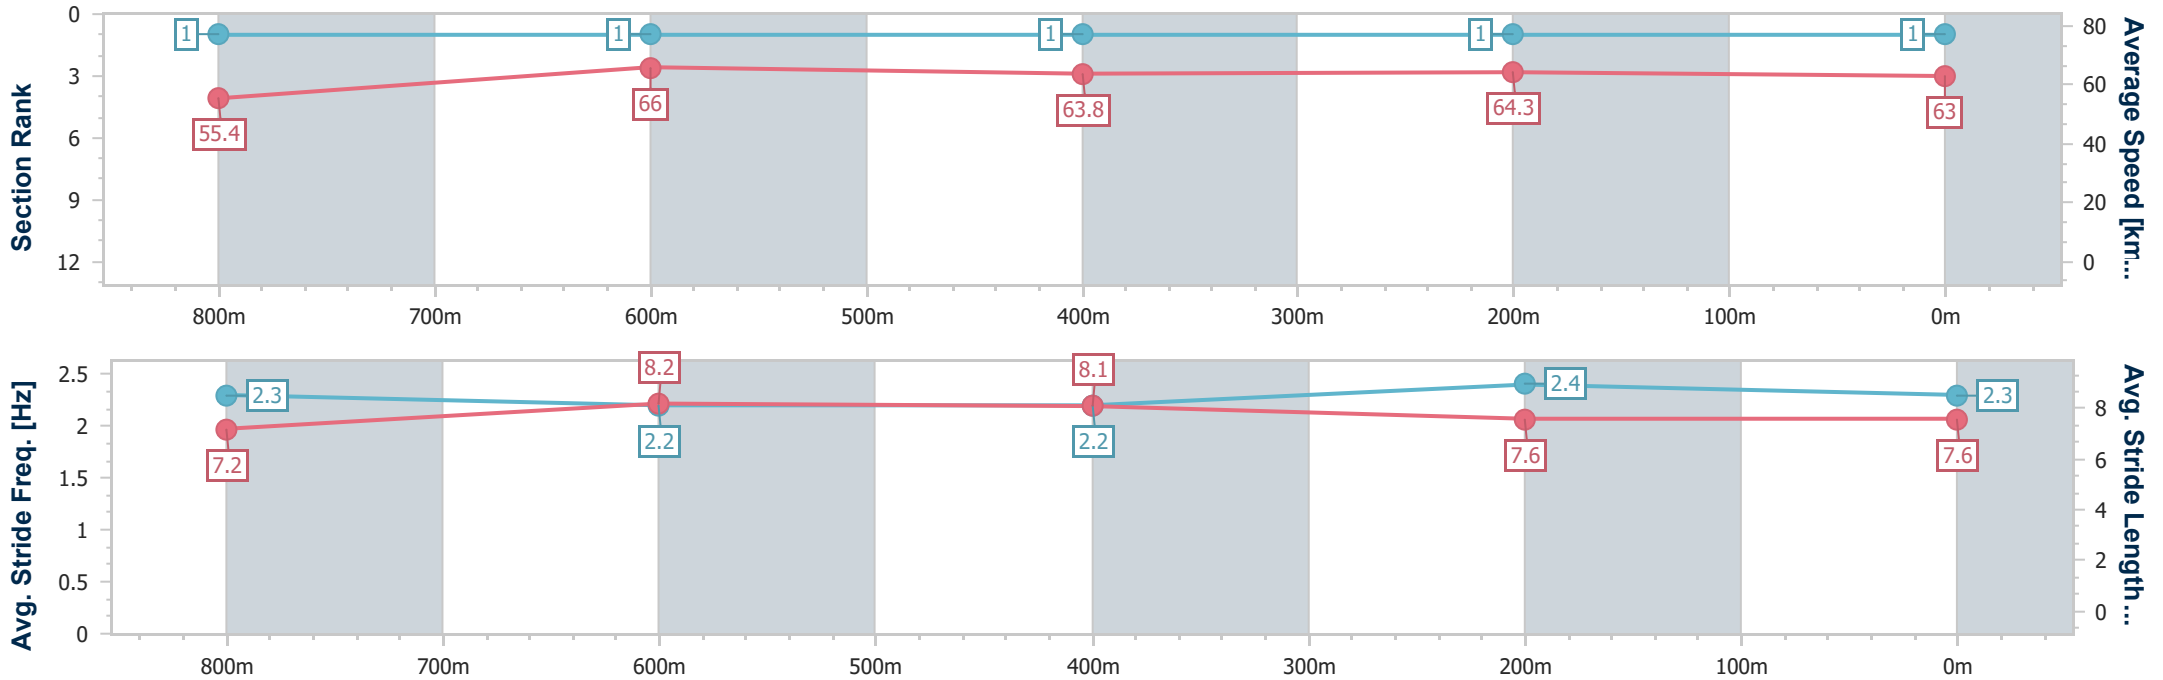 Section Rank
0
3
6
9
12
1
1
1
1
1
55.4
66
63.8
64.3
63
80
60
40
20
0
Average Speed [km...
800m
700m
600m
500m
400m
300m
200m
100m
0m
Avg. Stride Freq. [Hz]
2.5
2
1.5
1
0.5
0
2.3
2.2
2.2
2.4
2.3
7.2
8.2
8.1
7.6
7.6
8
6
4
2
0
Avg. Stride Length...
800m
700m
600m
500m
400m
300m
200m
100m
0m